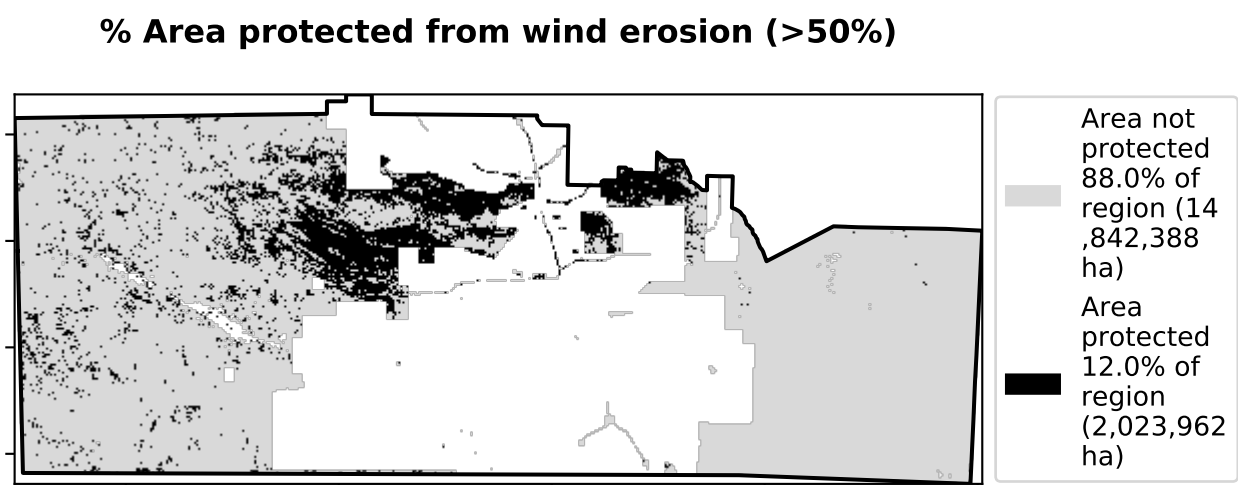 % Area protected from wind erosion (>50%)
Area not
protected
88.0% of
region (14
,842,388
ha)
Area
protected
12.0% of
region
(2,023,962
ha)